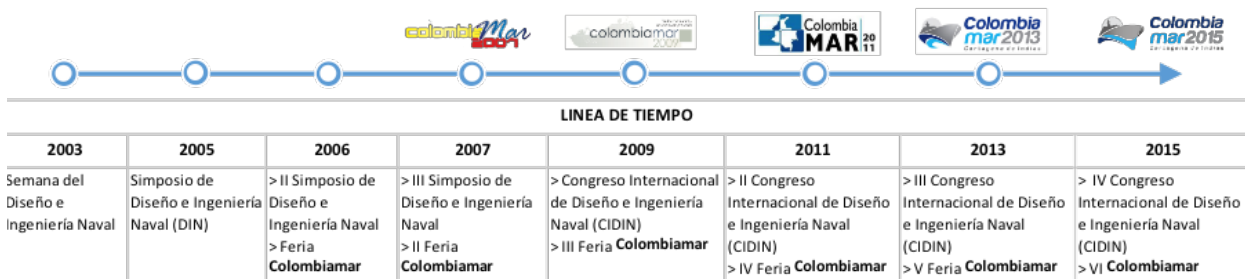 colombiaMar
2007
colombiamar
2009
Colombia
MAR 20
11
Colombia
mar2013
Cartagena de Indias
Colombia
mar2015
Cartagena de Indias
LINEA DE TIEMPO
2003
Semana del
Diseño e
Ingeniería Naval
2005
Simposio de
Diseño e Ingeniería
Naval (DIN)
2006
> II Simposio de
Diseño e
Ingeniería Naval
> Feria
Colombiamar
2007
> III Simposio de
Diseño e Ingeniería
Naval
> II Feria
Colombiamar
2009
> Congreso Internacional
de Diseño e Ingeniería
Naval (CIDIN)
> III Feria Colombiamar
2011
> II Congreso
Internacional de Diseño
e Ingeniería Naval
(CIDIN)
> IV Feria Colombiamar
2013
> III Congreso
Internacional de Diseño
e Ingeniería Naval
(CIDIN)
> V Feria Colombiamar
2015
> IV Congreso
Internacional de Diseño
e Ingeniería Naval
(CIDIN)
> VI Colombiamar